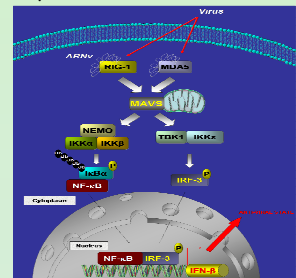 Virus
ARNv
RIG-1 MDA5
MAVS
NEMO
IKKα IKKβ
TBK1 IKKε
P
IκBα
NF-κB
P
IRF-3
Cytoplasm
Nucleus
P
NF-κB IRF-3
IFN-β